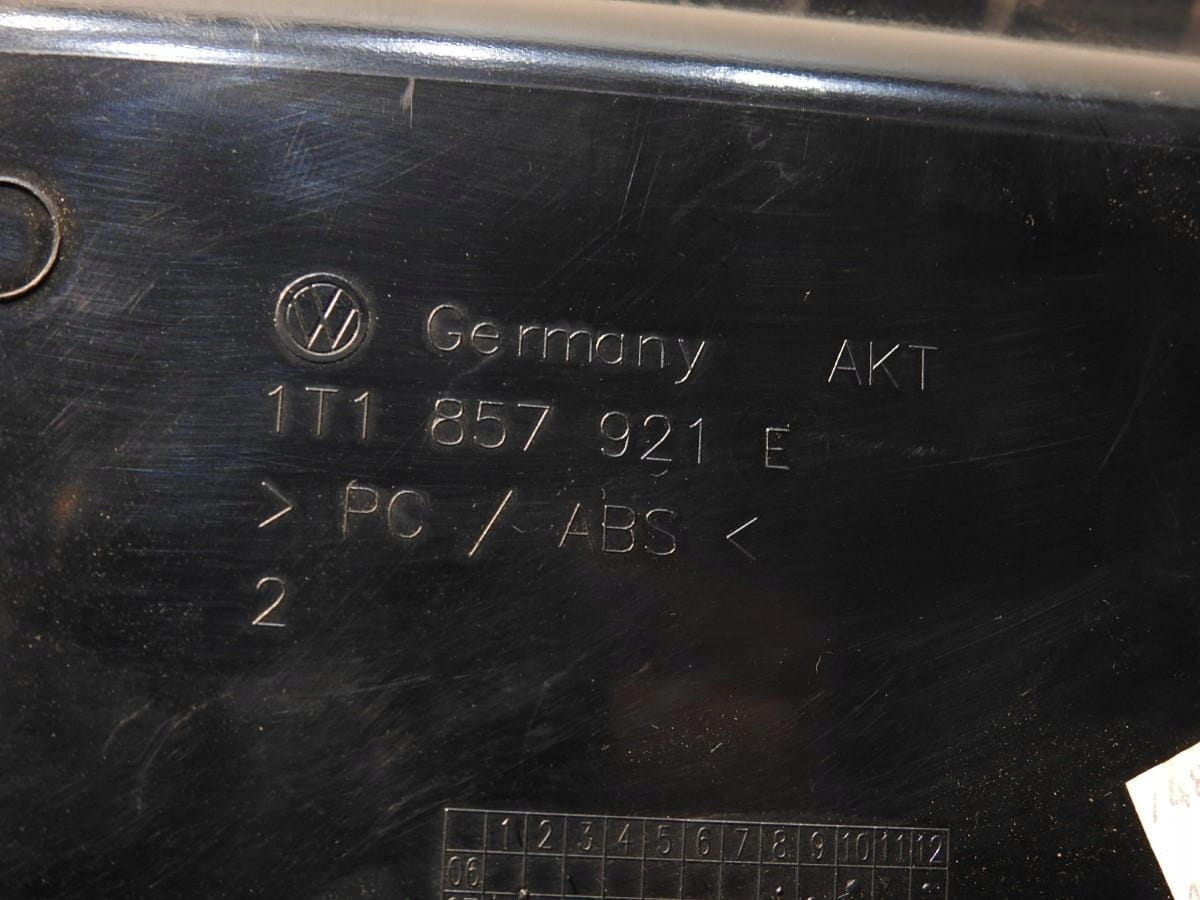 Germany AKT
1T1 857 921 E
> PC / ABS <
2
1 2 3 4 5 6 7 8 9 10 11 12
06